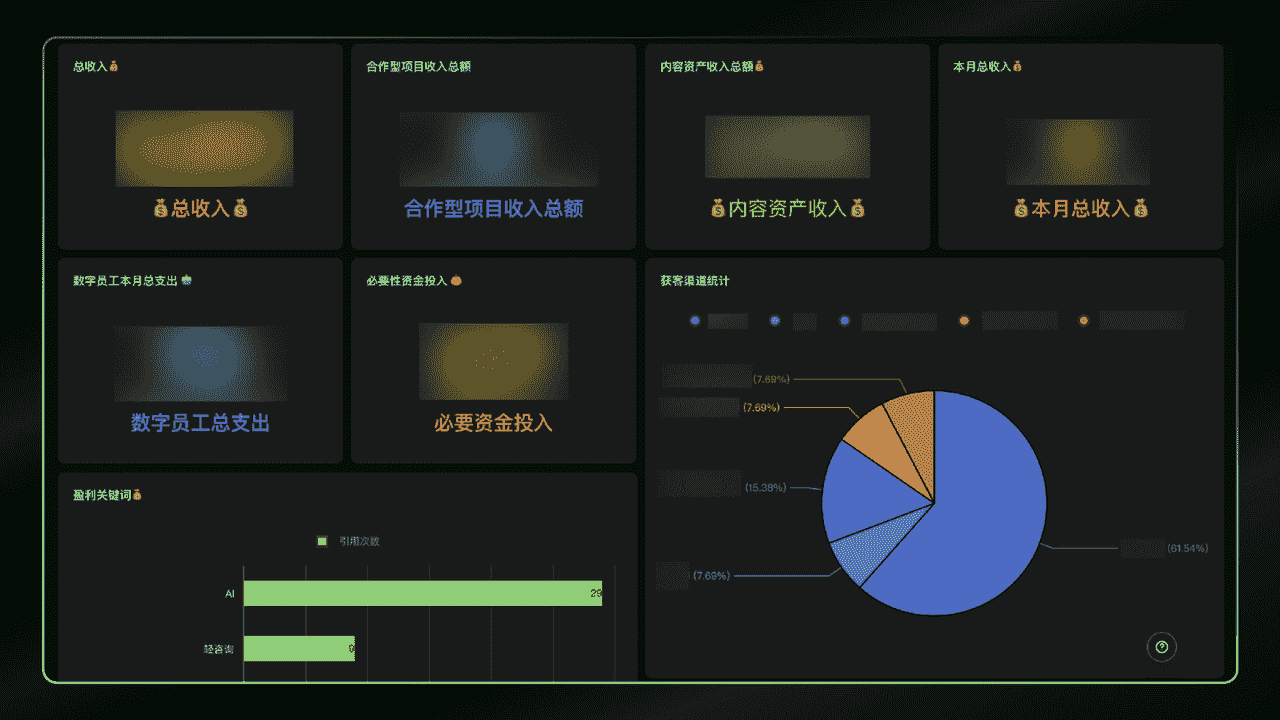 总收入💰
合作型项目收入总额
内容资产收入总额💰
本月总收入💰
💰总收入💰
合作型项目收入总额
💰内容资产收入💰
💰本月总收入💰
数字员工本月总支出
必要性资金投入
获客渠道统计
数字员工总支出
必要资金投入
(7.69%)
(7.69%)
(15.38%)
(7.69%)
(61.54%)
盈利关键词💰
引用次数
AI
29
轻咨询
9